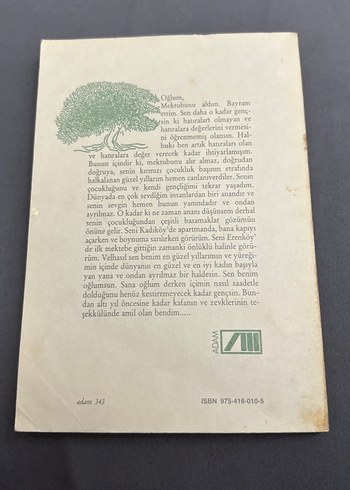 Oğlum,
Mektubunu aldım. Bayram
ettim. Sen daha o kadar genç-
sin ki hatıraları olmayan ve
hatıralara değerlerini vermesi-
ni öğrenmemiş olansın. Hal-
buki ben artık hatıraları olan
ve hatıralara değer verecek kadar ihtiyarlamışım.
Bunun içindir ki, mektubunu alır almaz, doğrudan
doğruya, senin kırmızı çocukluk başının etrafında
halkalanan güzel yıllarım hemen canlanıverdiler. Senin
çocukluğunu ve kendi gençliğimi tekrar yaşadım.
Dünyada en çok sevdiğim insanlardan biri anandır ve
senin sevgin hemen bunun yanındadır ve ondan
ayrılmaz. O kadar ki ne zaman ananı düşünsem derhal
senin çocukluğundan çeşitli basamaklar gözümün
önüne gelir. Seni Kadıköy'de apartmanda, bana kapıyı
açarken ve boynuma sarılırken görürüm. Seni Erenköy'
de ilk mektebe gittiğin zamanki önlüklü halinle görü-
rüm. Velhasıl sen benim en güzel yıllarımın ve yüreği-
min içinde dünyanın en güzel ve en iyi kadın başıyla
yan yana ve ondan ayrılmaz bir haldesin. Sen benim
oğlumsun. Sana oğlum derken içimin nasıl saadetle
dolduğunu henüz kestiremeyecek kadar gençsin. Bun-
dan altı yıl öncesine kadar kafanın ve zevklerinin te-
şekkülünde amil olan bendim.....
ADAM
adam 343
ISBN 975-418-010-5